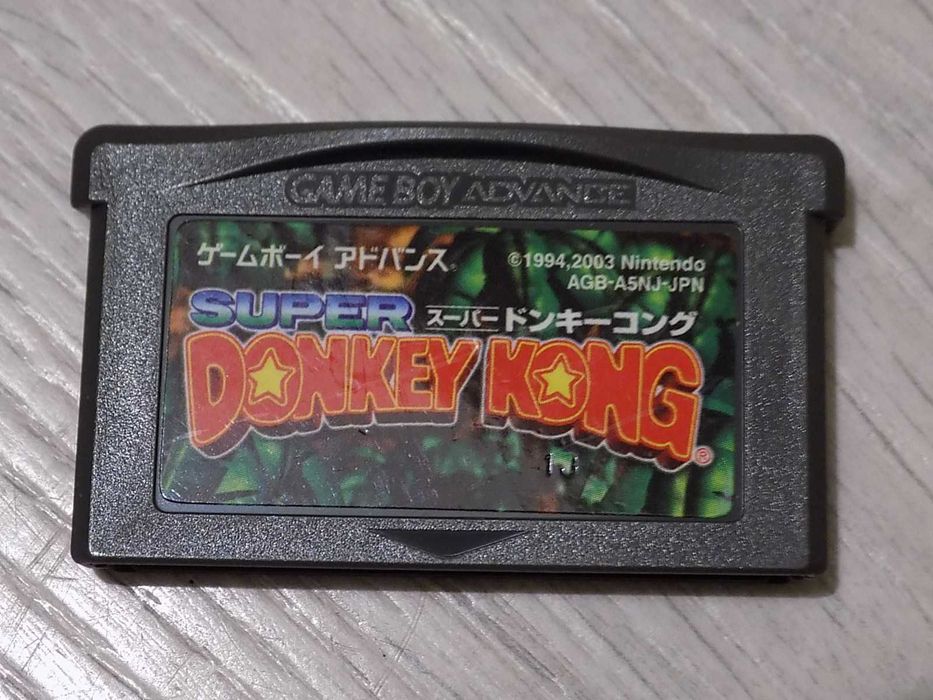 GAME BOY ADVANCE
ゲームボーイ アドバンス
©1994,2003 Nintendo
AGB-A5NJ-JPN
SUPER スーパードンキーコング
DONKEY KONG®